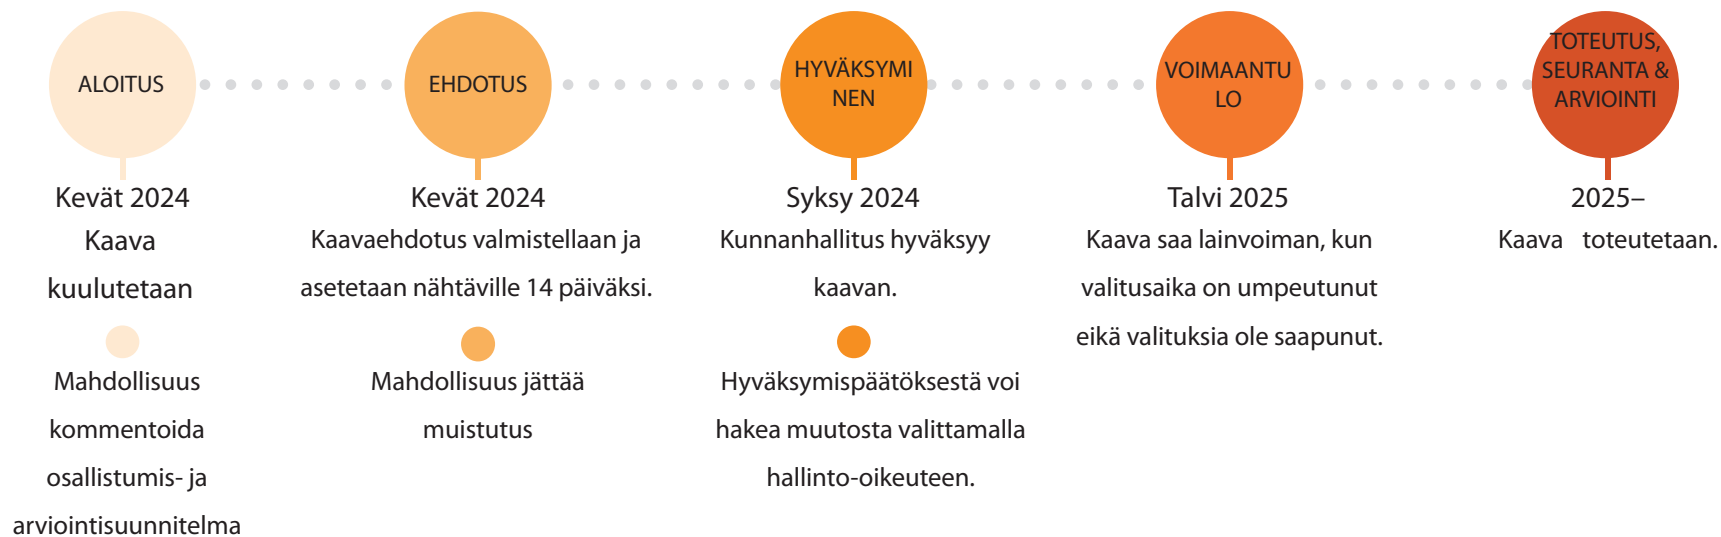 ALOITUS
Kevät 2024
Kaava
kuulutetaan
Mahdollisuus
kommentoida
osallistumis- ja
arviointisuunnitelma
EHDOTUS
Kevät 2024
Kaavaehdotus valmistellaan ja
asetetaan nähtäville 14 päiväksi.
Mahdollisuus jättää
muistutus
HYVÄKSYMI
NEN
Syksy 2024
Kunnanhallitus hyväksyy
kaavan.
Hyväksymispäätöksestä voi
hakea muutosta valittamalla
hallinto-oikeuteen.
VOIMAANTU
LO
Talvi 2025
Kaava saa lainvoiman, kun
valitusaika on umpeutunut
eikä valituksia ole saapunut.
TOTEUTUS,
SEURANTA &
ARVIOINTI
2025–
Kaava toteutetaan.